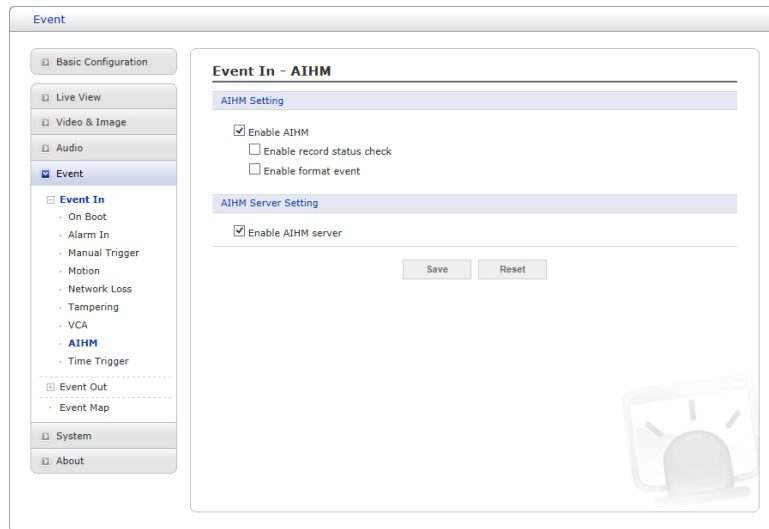 Event
Basic Configuration
Live View
Video & Image
Audio
Event
Event In
On Boot
Alarm In
Manual Trigger
Motion
Network Loss
Tampering
VCA
AIHM
Time Trigger
Event Out
Event Map
System
About
Event In - AIHM
AIHM Setting
Enable AIHM
Enable record status check
Enable format event
AIHM Server Setting
Enable AIHM server
Save Reset